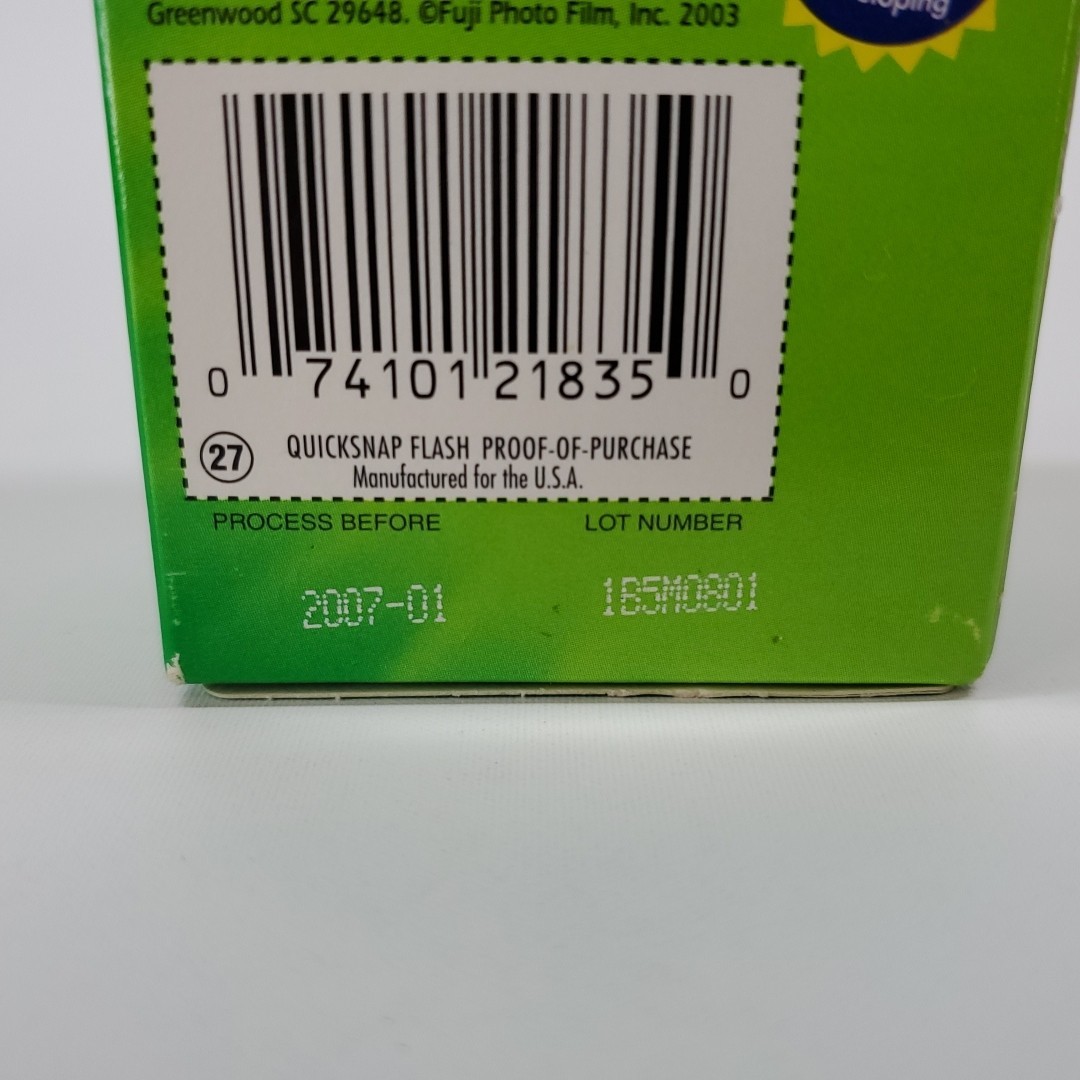 Greenwood SC 29648. ©Fuji Photo Film, Inc. 2003
0 74101 21835 0
27
QUICKSNAP FLASH PROOF-OF-PURCHASE
Manufactured for the U.S.A.
PROCESS BEFORE
LOT NUMBER
2007-01
1B5M0801